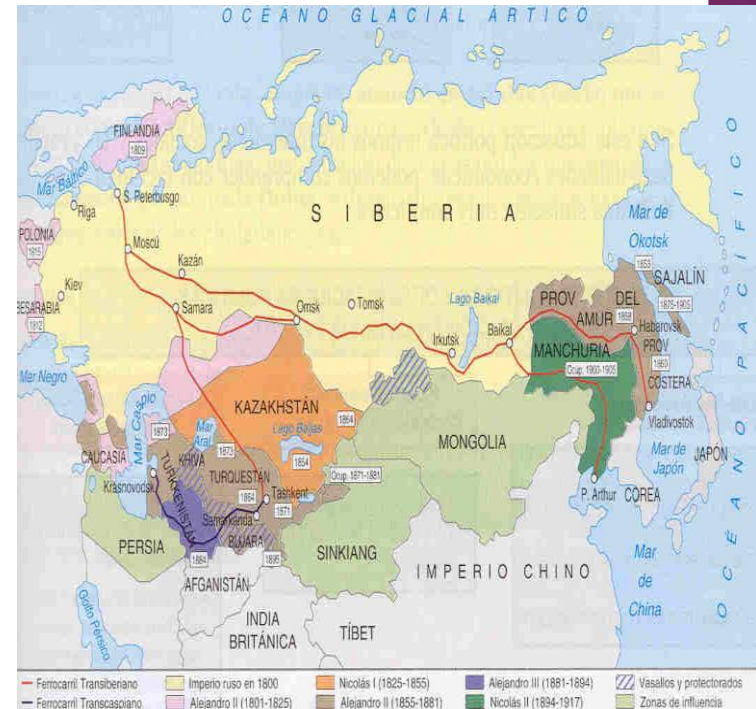 OCÉANO GLACIAL ÁRTICO
FINLANDIA
1809
Mar Báltico
S. Peterbusgo
Riga
POLONIA
1815
Moscú
Kazán
Kiev
BESARABIA
1812
Samara
Omsk
Tomsk
SIBERIA
Mar de
Okotsk
1853
SAJALÍN
1875-1905
Lago Baikal
Irkutsk
Baikal
PROV
DEL
AMUR
1858
Habarovsk
PROV
1860
COSTERA
Vladivostok
MANCHURIA
Ocup. 1900-1905
Mar Negro
Mar Caspio
1873
CAUCASIA
KAZAKHSTÁN
1864
Mar
Aral
Lago Baljas
1854
1873
KHIVA
TURQUESTÁN
1864
Ocup. 1871-1881
Krasnovodsk
TURKMENISTÁN
Tashkent
1871
Samarkanda
BUJARA
1884
1895
MONGOLIA
PERSIA
AFGANISTÁN
SINKIANG
IMPERIO CHINO
P. Arthur
COREA
Mar de
Japón
JAPÓN
OCÉANO PACÍFICO
Golfo Pérsico
INDIA
BRITÁNICA
TÍBET
Mar
de
China
Ferrocarril Transiberiano
Imperio ruso en 1800
Nicolás I (1825-1855)
Alejandro III (1881-1894)
Vasallos y protectorados
Ferrocarril Transcaspiano
Alejandro II (1801-1825)
Alejandro II (1855-1881)
Nicolás II (1894-1917)
Zonas de influencia